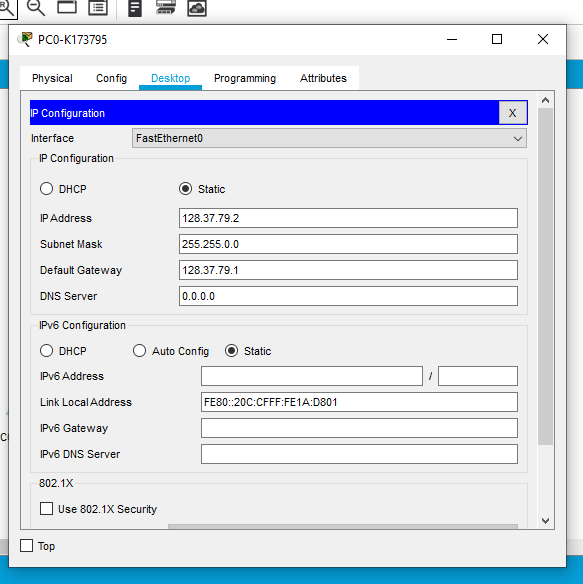 PC0-K173795
Physical Config Desktop Programming Attributes
IP Configuration X
Interface FastEthernet0
IP Configuration
DHCP Static
IP Address 128.37.79.2
Subnet Mask 255.255.0.0
Default Gateway 128.37.79.1
DNS Server 0.0.0.0
IPv6 Configuration
DHCP Auto Config Static
IPv6 Address /
Link Local Address FE80::20C:CFFF:FE1A:D801
IPv6 Gateway
IPv6 DNS Server
802.1X
Use 802.1X Security
Top